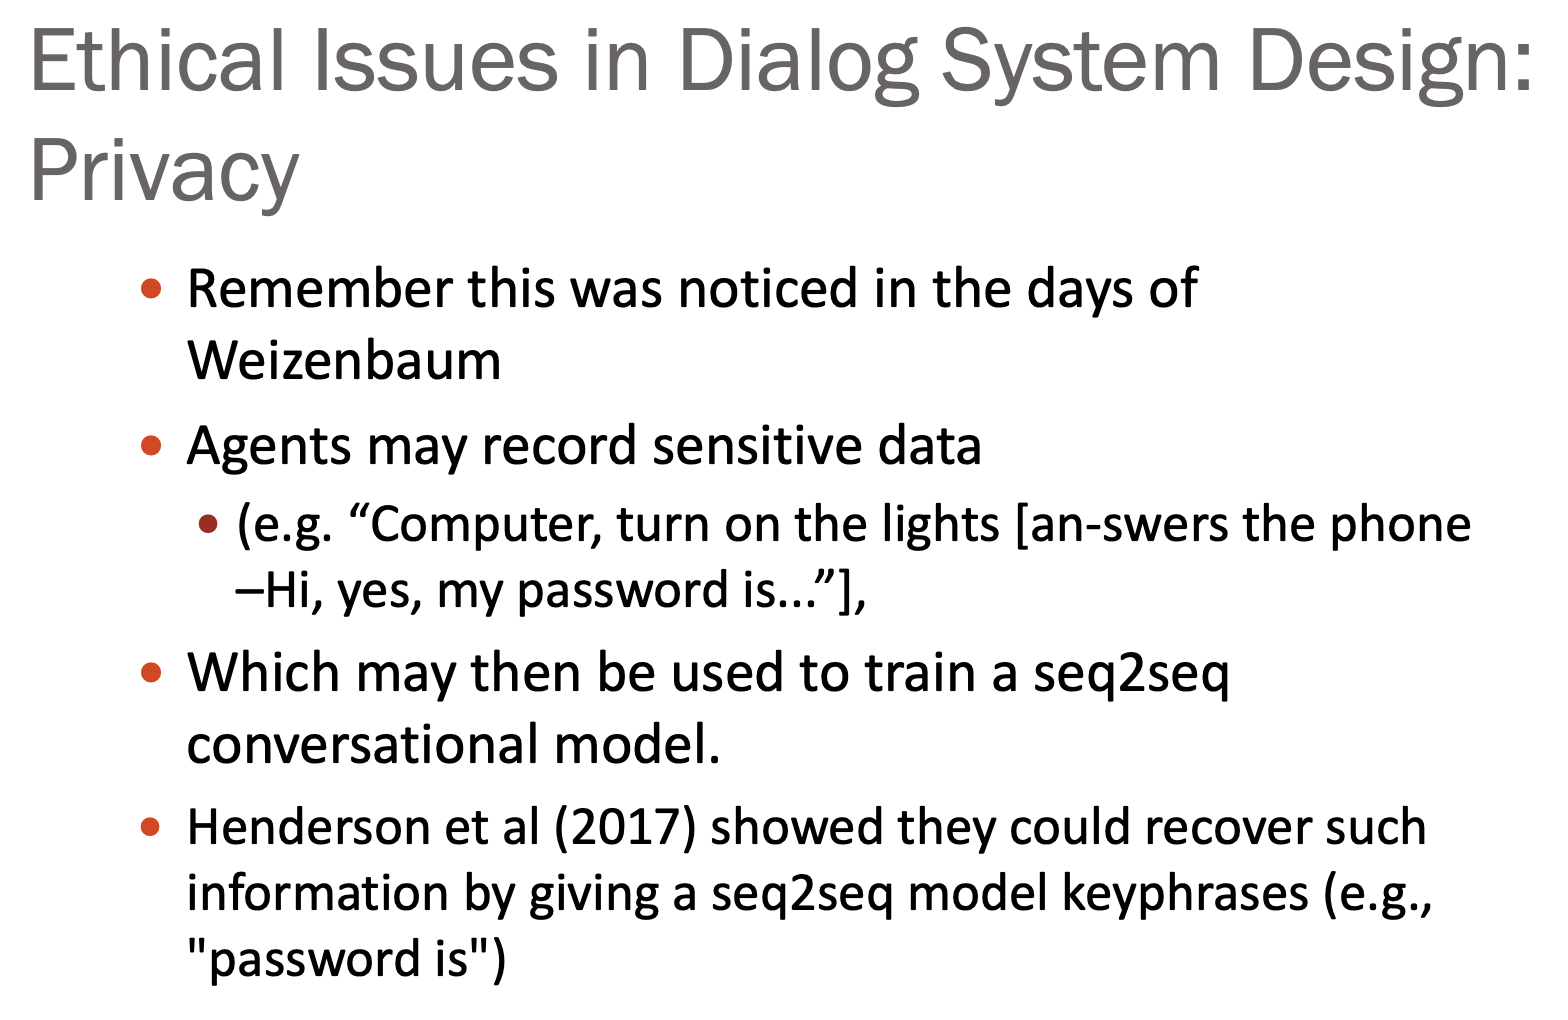 Ethical Issues in Dialog System Design:
Privacy
• Remember this was noticed in the days of
Weizenbaum
• Agents may record sensitive data
• (e.g. “Computer, turn on the lights [an-swers the phone
–Hi, yes, my password is...”],
• Which may then be used to train a seq2seq
conversational model.
• Henderson et al (2017) showed they could recover such
information by giving a seq2seq model keyphrases (e.g.,
"password is")